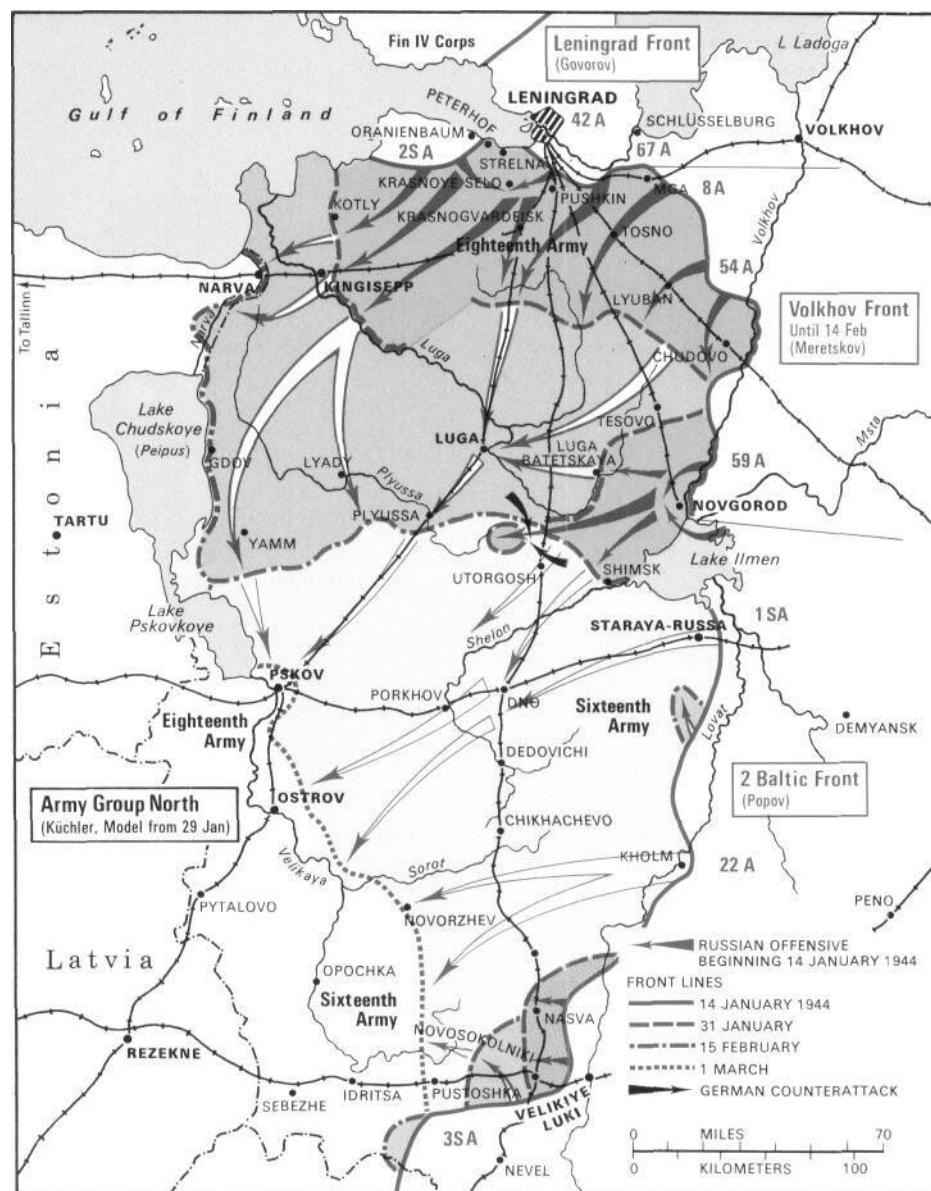 Fin IV Corps
Leningrad Front
(Govorov)
L Ladoga
Gulf of Finland
PETERHOF
LENINGRAD
42 A
SCHLÜSSELBURG
VOLKHOV
ORANIENBAUM
2S A
STRELNA
67 A
KRASNOYE SELO
PUSHKIN
MGA
8 A
KOTLY
KRASNOGVARDEISK
Volkhov
Eighteenth Army
TOSNO
54 A
NARVA
KINGISEPP
LYUBAN
To Tallinn
Narva
Volkhov Front
Until 14 Feb
(Meretskov)
Luga
CHUDOVO
Estonia
Lake
Chudskoye
(Peipus)
TESOVO
Msta
LUGA
LUGA
BATETSKAYA
GDOV
LYADY
Plyussa
59 A
NOVGOROD
TARTU
PLYUSSA
YAMM
Lake Ilmen
UTORGOSH
SHIMSK
Lake
Pskovkoye
Shelon
1 SA
STARAYA-RUSSA
PSKOV
PORKHOV
DNO
Eighteenth
Army
Sixteenth
Army
Lovat
DEMYANSK
DEDOVICHI
2 Baltic Front
(Popov)
Army Group North
(Küchler, Model from 29 Jan)
OSTROV
CHIKHACHEVO
Velikaya
Sorot
KHOLM
22 A
PYTALOVO
NOVORZHEV
PENO
Latvia
OPOCHKA
RUSSIAN OFFENSIVE
BEGINNING 14 JANUARY 1944
FRONT LINES
14 JANUARY 1944
31 JANUARY
15 FEBRUARY
1 MARCH
GERMAN COUNTERATTACK
Sixteenth
Army
NASVA
NOVOSOKOLNIKI
REZEKNE
SEBEZHE
IDRITSA
PUSTOSHKA
VELIKIYE
LUKI
3S A
NEVEL
0 MILES 70
0 KILOMETERS 100